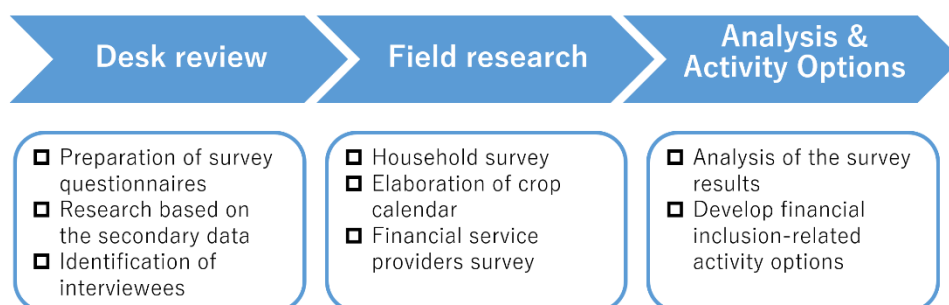 Desk review
Field research
Analysis &
Activity Options
Preparation of survey
questionnaires
Research based on
the secondary data
Identification of
interviewees
Household survey
Elaboration of crop
calendar
Financial service
providers survey
Analysis of the survey
results
Develop financial
inclusion-related
activity options